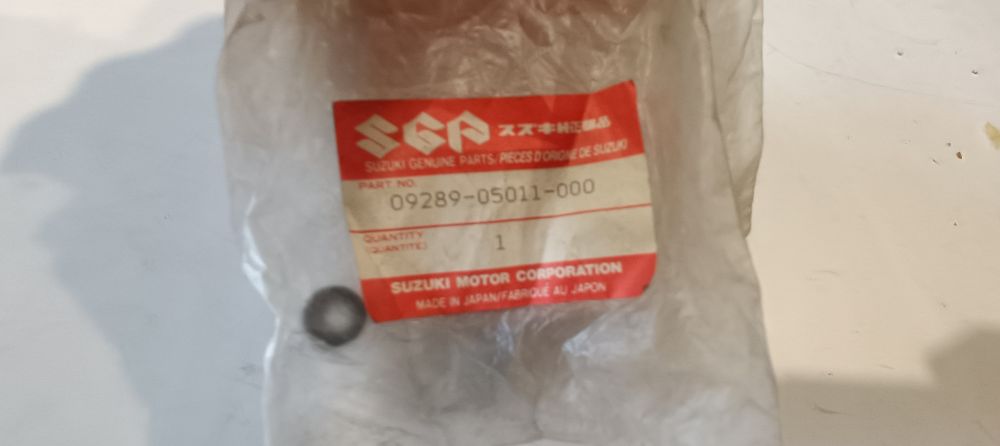 SGP スズキ純正部品
SUZUKI GENUINE PARTS/PIECES D'ORIGINE DE SUZUKI
PART NO.
09289-05011-000
QUANTITY
(QUANTITE)
1
SUZUKI MOTOR CORPORATION
MADE IN JAPAN/FABRIQUÉ AU JAPON